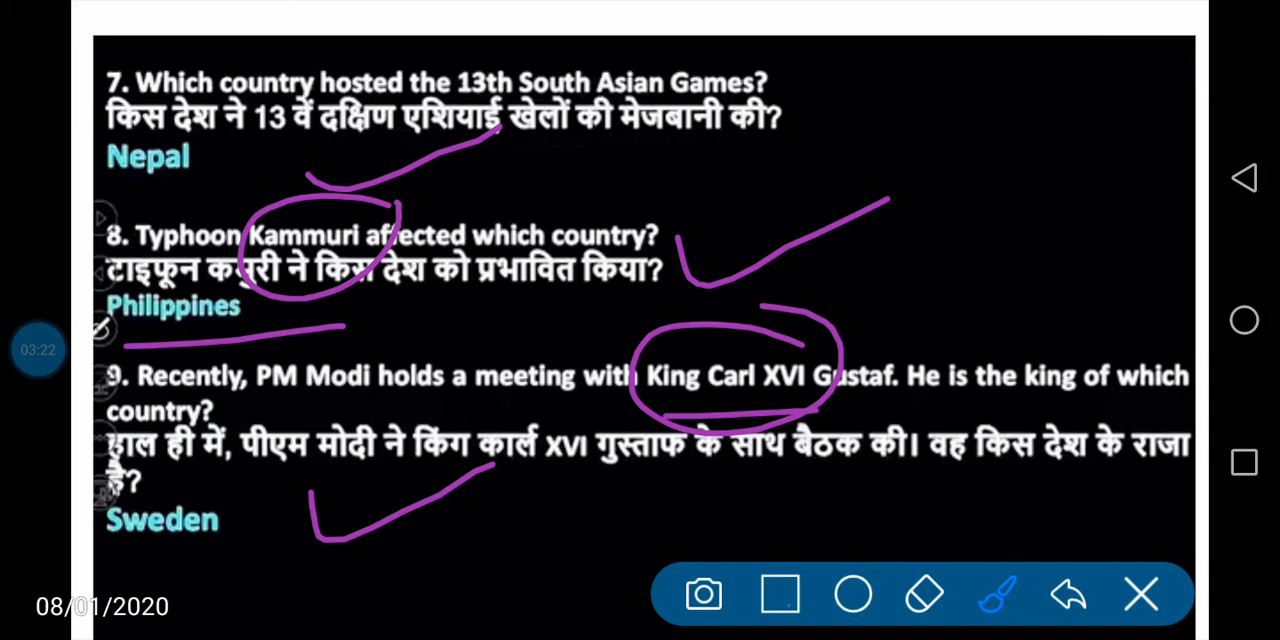 7. Which country hosted the 13th South Asian Games?
किस देश ने 13 वें दक्षिण एशियाई खेलों की मेजबानी की?
Nepal
8. Typhoon Kammuri affected which country?
टाइफून कमुरी ने किस देश को प्रभावित किया?
Philippines
03:22
9. Recently, PM Modi holds a meeting with King Carl XVI Gustaf. He is the king of which
country?
हाल ही में, पीएम मोदी ने किंग कार्ल XVI गुस्ताफ के साथ बैठक की। वह किस देश के राजा
है?
Sweden
08/01/2020